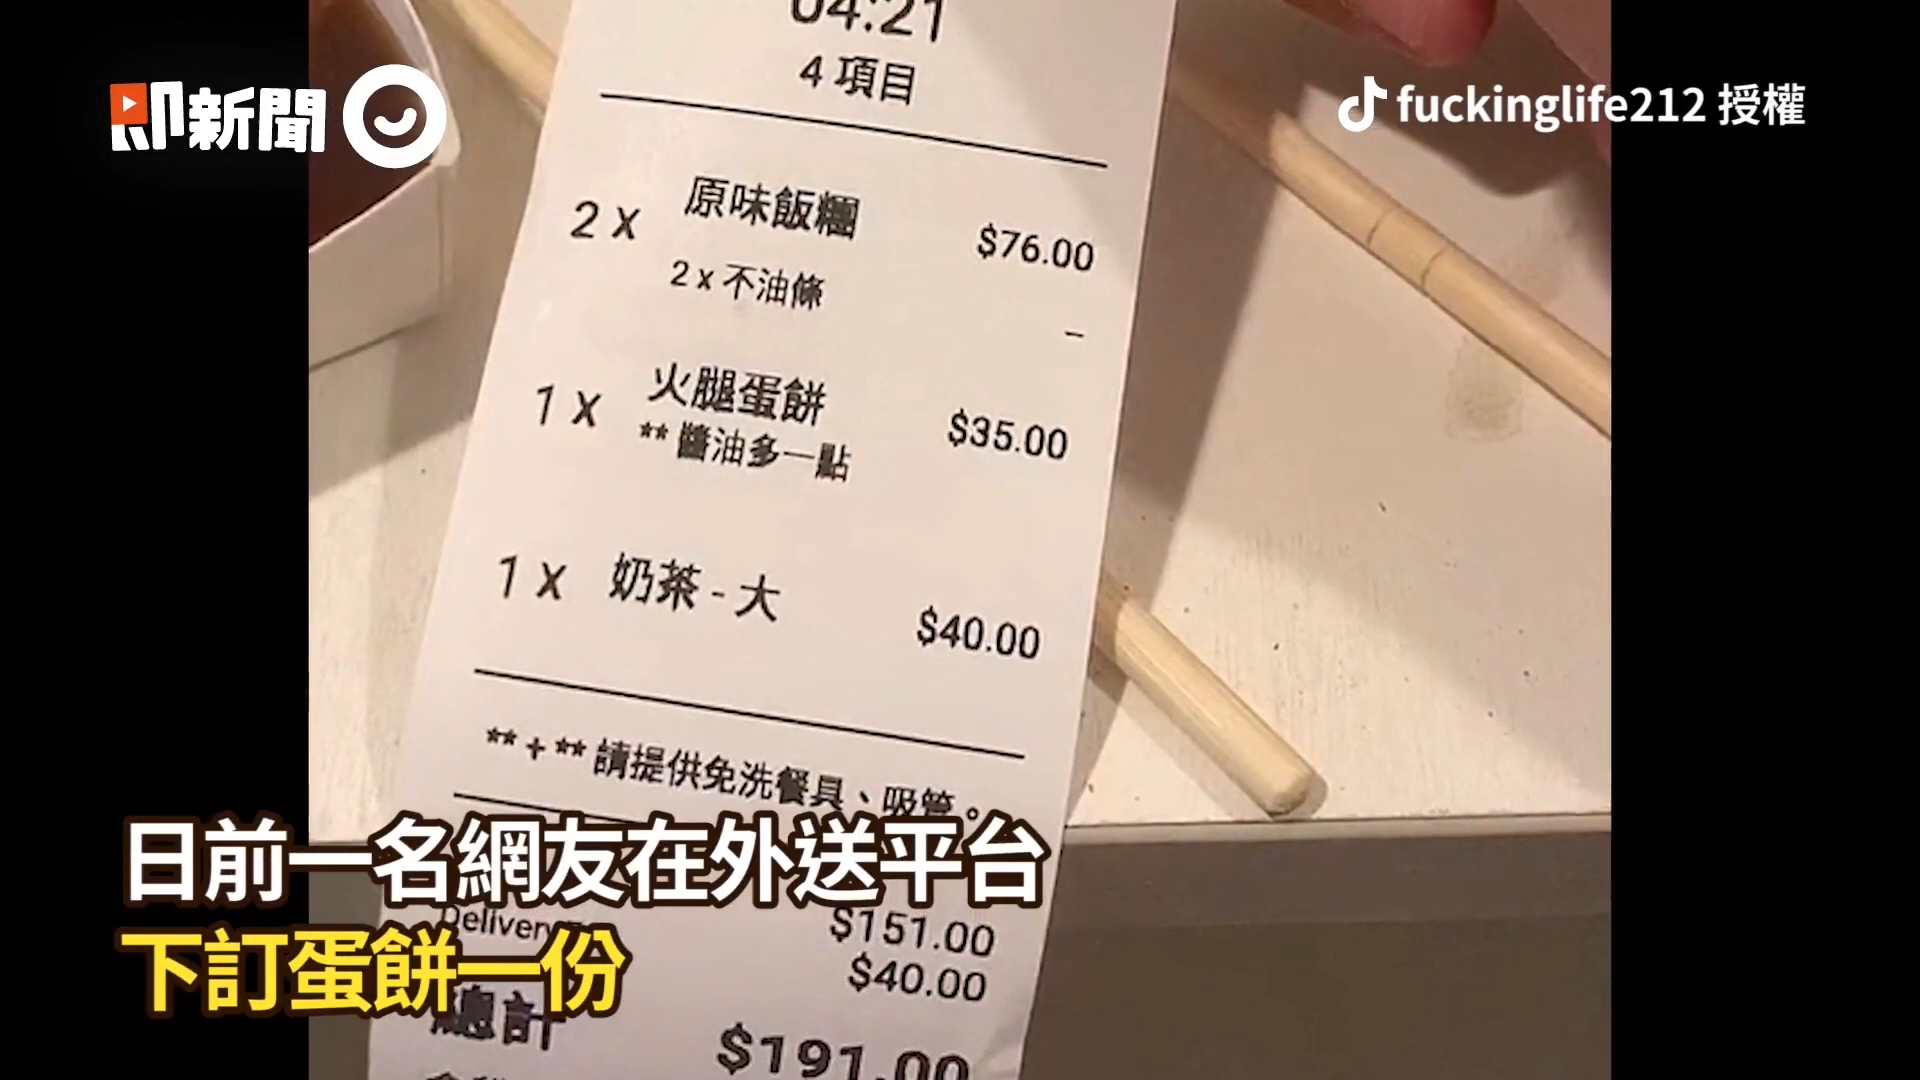 04:21
4 項目
即新聞
fuckinglife212 授權
2 x 原味飯糰 $76.00
2 x 不油條 -
1 x 火腿蛋餅 $35.00
** 醬油多一點
1 x 奶茶 - 大 $40.00
** + ** 請提供免洗餐具、吸管。
日前一名網友在外送平台
$151.00
Delivery
$40.00
下訂蛋餅一份
總計 $191.00